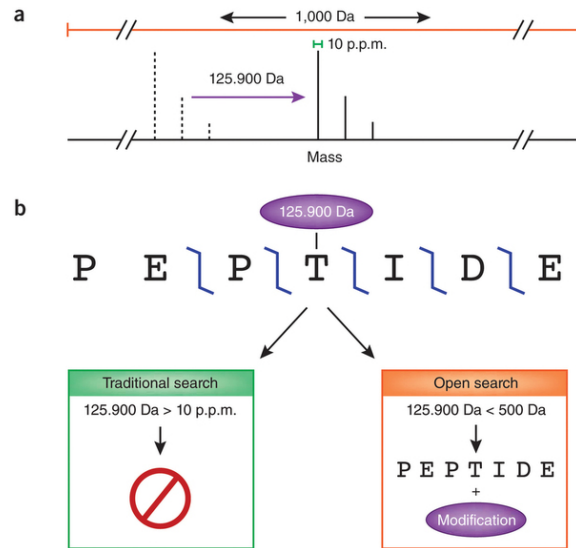 a
1,000 Da
10 p.p.m.
125.900 Da
Mass
b
125.900 Da
P E P T I D E
Traditional search
125.900 Da > 10 p.p.m.
Open search
125.900 Da < 500 Da
P E P T I D E
+
Modification